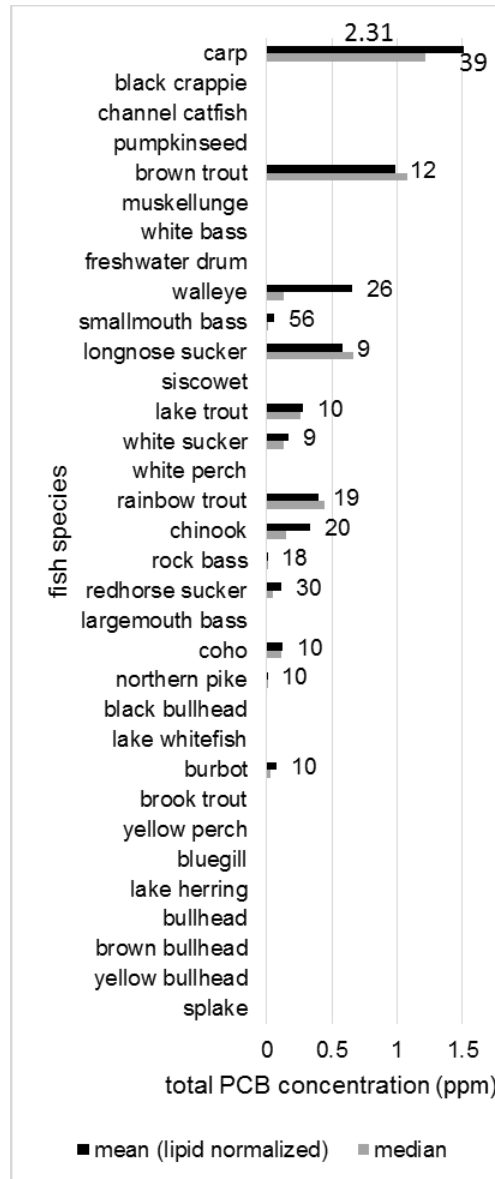 2.31
carp
39
black crappie
channel catfish
pumpkinseed
brown trout 12
muskellunge
white bass
freshwater drum
walleye 26
smallmouth bass 56
longnose sucker 9
siscowet
lake trout 10
white sucker 9
white perch
rainbow trout 19
chinook 20
rock bass 18
redhorse sucker 30
largemouth bass
coho 10
northern pike 10
black bullhead
lake whitefish
burbot 10
brook trout
yellow perch
bluegill
lake herring
bullhead
brown bullhead
yellow bullhead
splake
fish species
0 0.5 1 1.5
total PCB concentration (ppm)
mean (lipid normalized) median